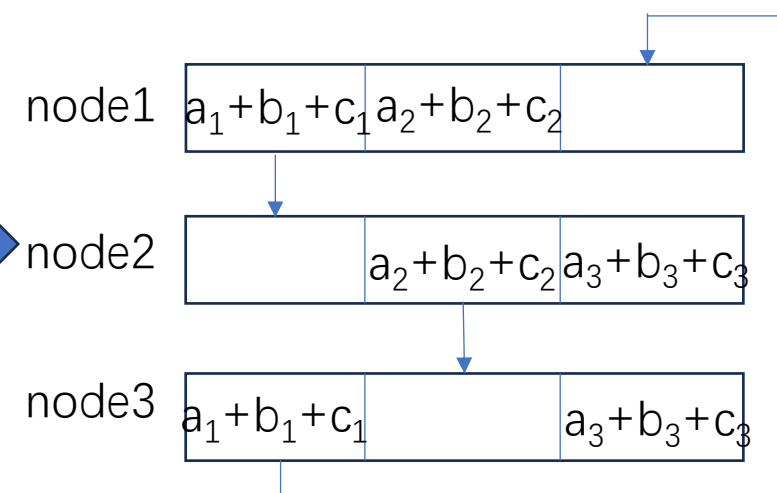 node1 a₁+b₁+c₁ a₂+b₂+c₂
node2 a₂+b₂+c₂ a₃+b₃+c₃
node3 a₁+b₁+c₁ a₃+b₃+c₃